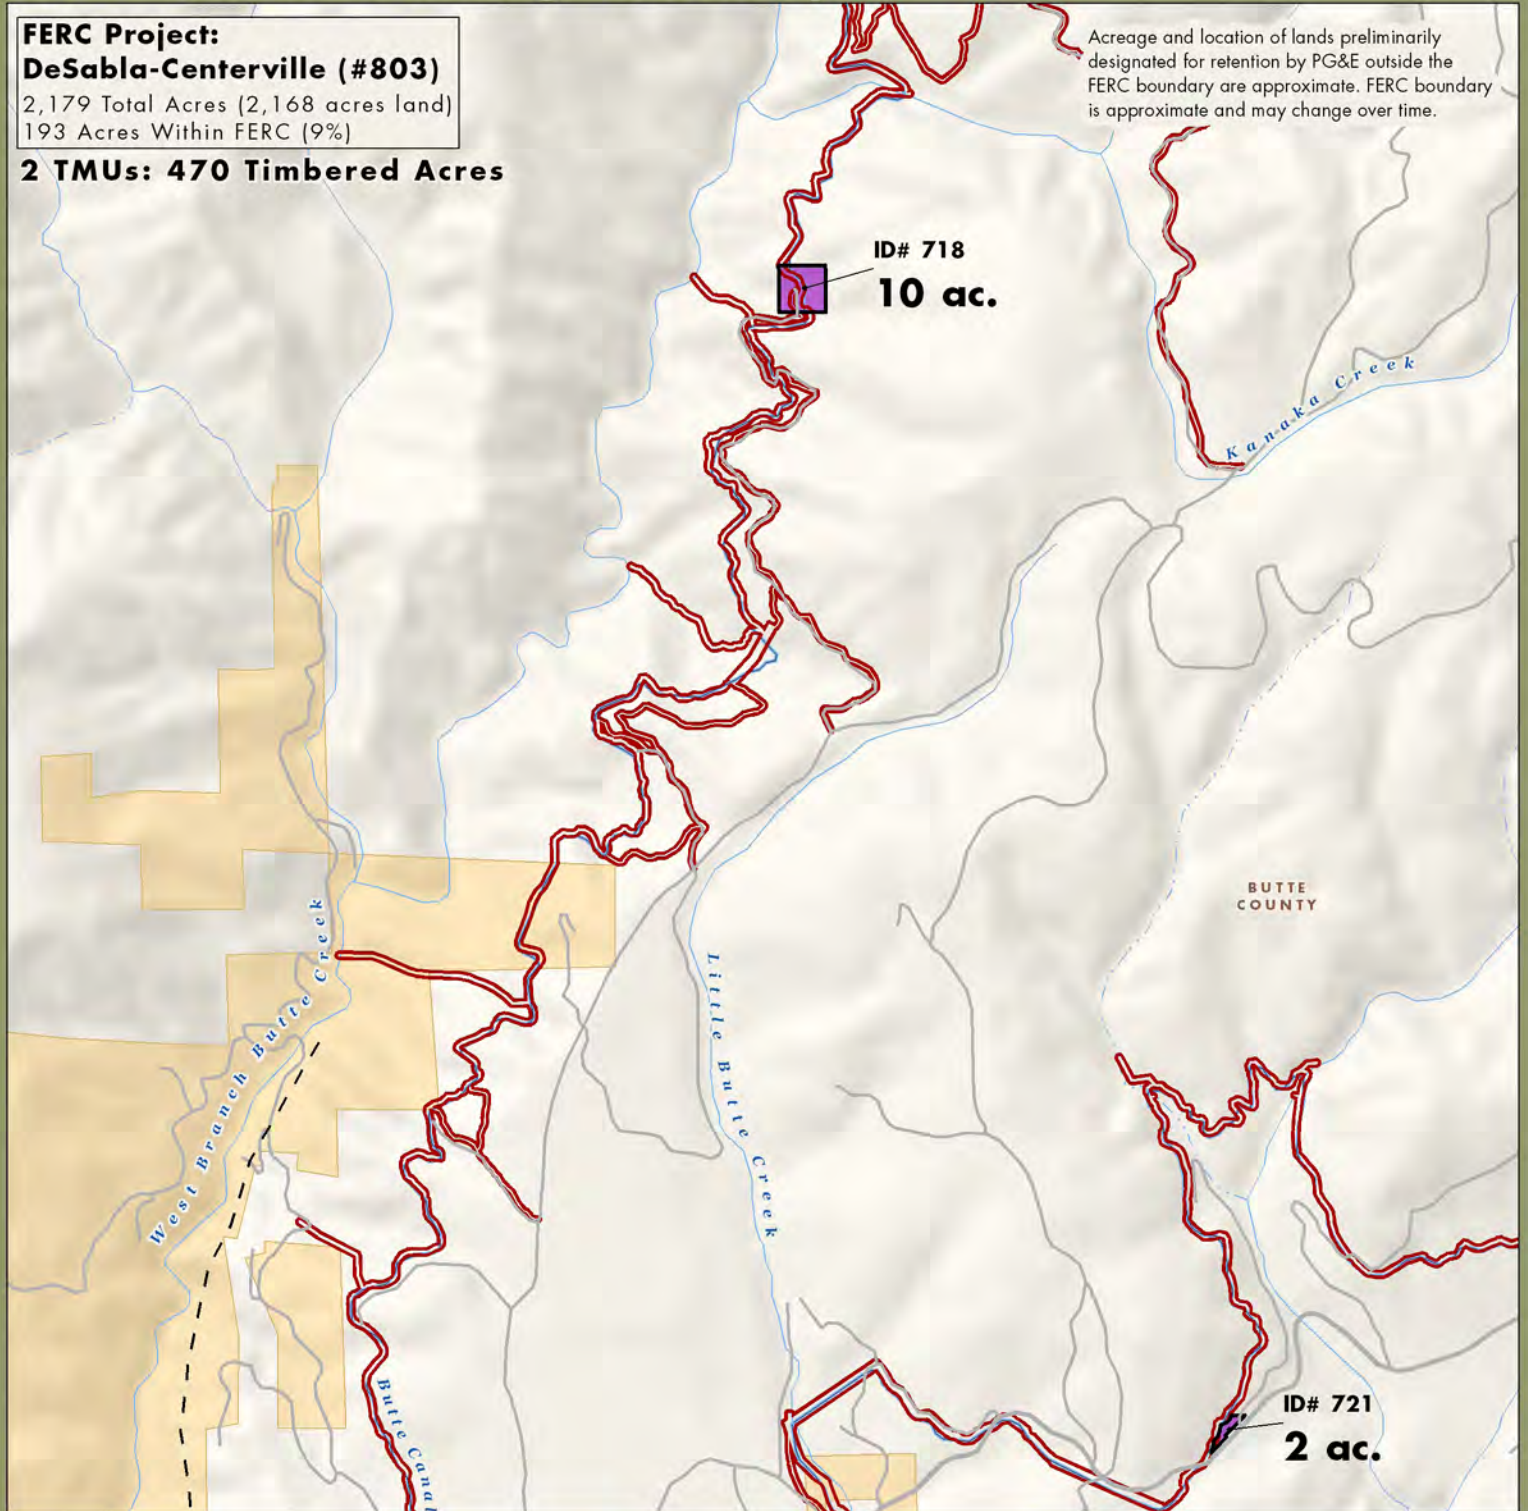 FERC Project:
DeSabla-Centerville (#803)
2,179 Total Acres (2,168 acres land)
193 Acres Within FERC (9%)
2 TMUs: 470 Timbered Acres
Acreage and location of lands preliminarily
designated for retention by PG&E outside the
FERC boundary are approximate. FERC boundary
is approximate and may change over time.
ID# 718
10 ac.
Kanaka Creek
BUTTE
COUNTY
West Branch Butte Creek
Little Butte Creek
Butte Canal
ID# 721
2 ac.